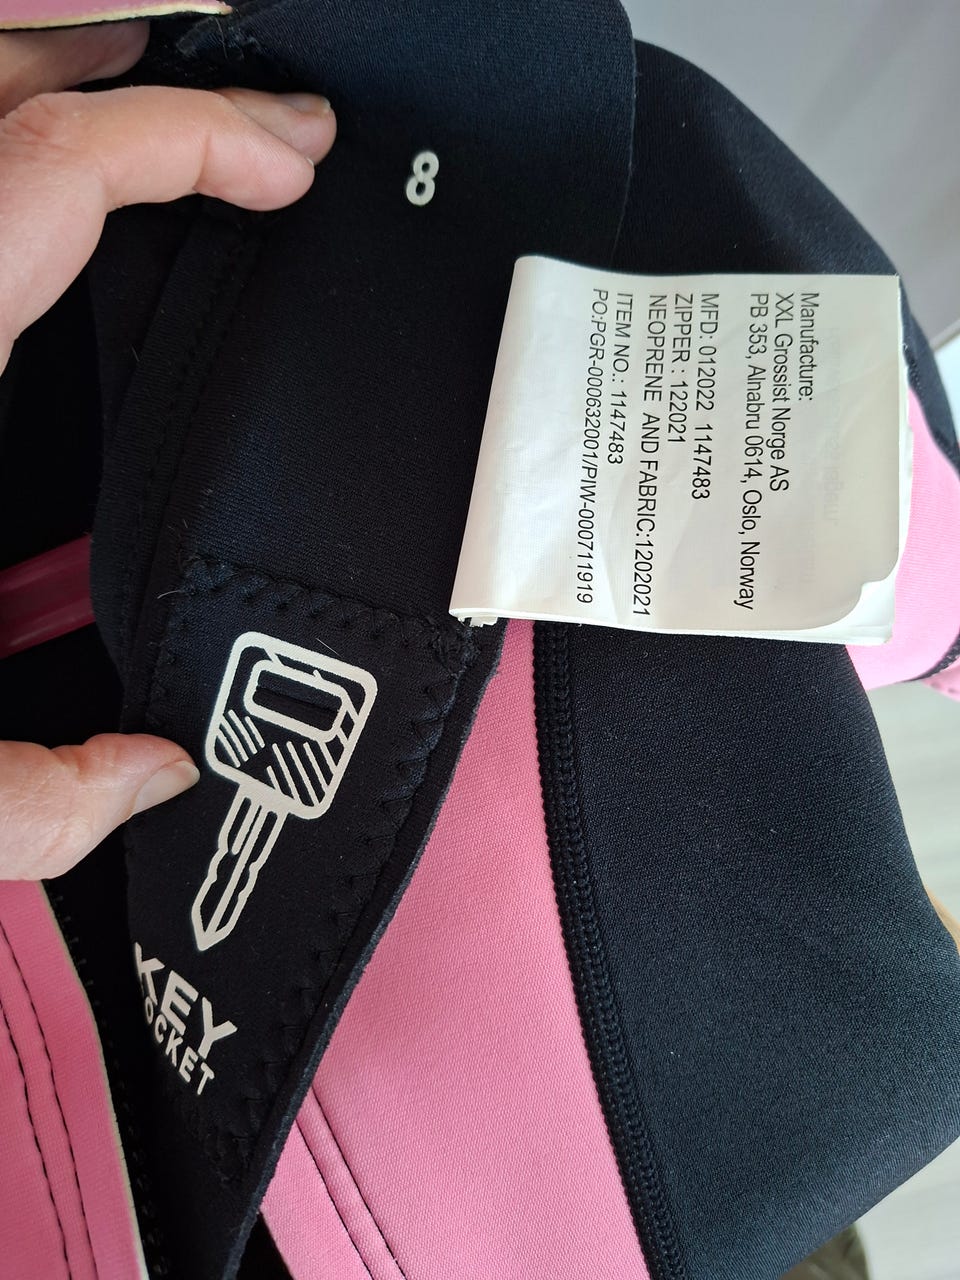 8
Manufacture:
XXL Grossist Norge AS
PB 353, Alnabru 0614, Oslo, Norway
MFD: 012022 1147483
ZIPPER : 122021
NEOPRENE AND FABRIC:1202021
ITEM NO.: 1147483
PO:PGR-000632001/PIW-000711919
KEY
OCKET